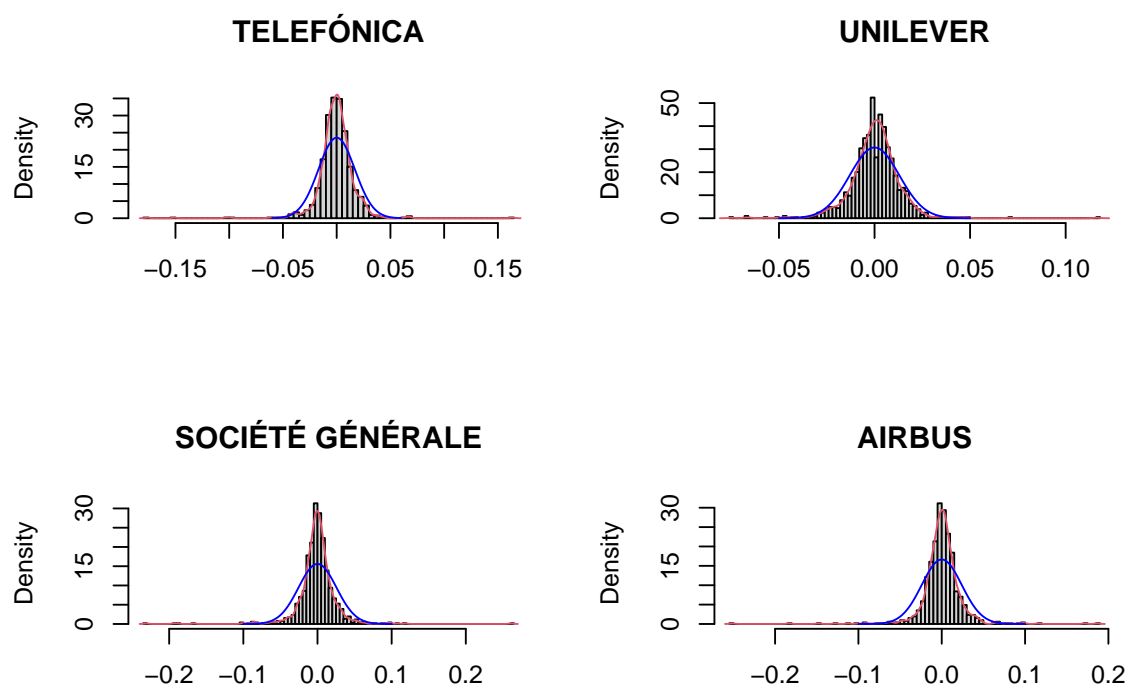 TELEFÓNICA
Density
0 15 30
−0.15 −0.05 0.05 0.15
UNILEVER
Density
0 20 50
−0.05 0.00 0.05 0.10
SOCIÉTÉ GÉNÉRALE
Density
0 15 30
−0.2 −0.1 0.0 0.1 0.2
AIRBUS
Density
0 15 30
−0.2 −0.1 0.0 0.1 0.2